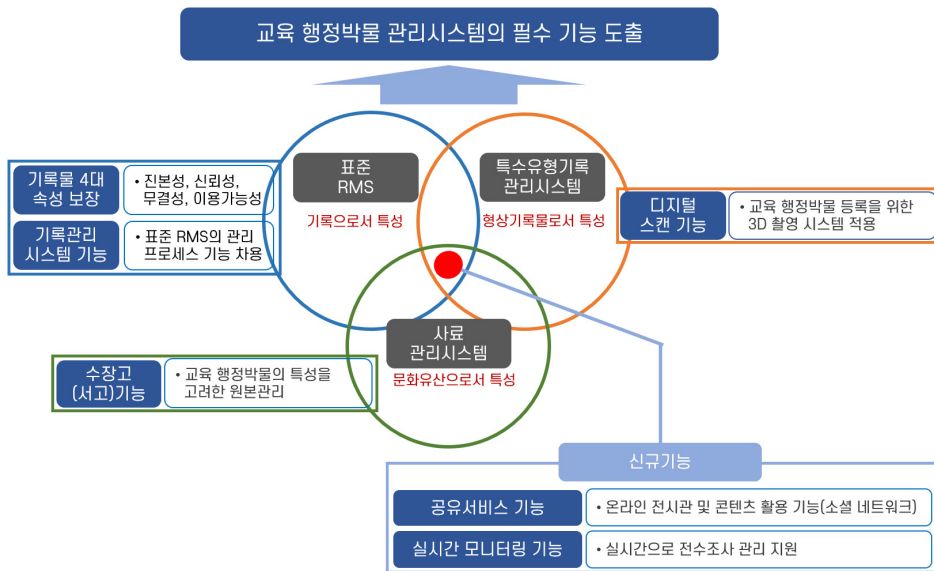 교육 행정박물 관리시스템의 필수 기능 도출
표준
RMS
기록으로서 특성
특수유형기록
관리시스템
형상기록물로서 특성
기록물 4대
속성 보장
• 진본성, 신뢰성,
무결성, 이용가능성
기록관리
시스템 기능
• 표준 RMS의 관리
프로세스 기능 차용
디지털
스캔 기능
• 교육 행정박물 등록을 위한
3D 촬영 시스템 적용
사료
관리시스템
문화유산으로서 특성
수장고
(서고)기능
• 교육 행정박물의 특성을
고려한 원본관리
신규기능
공유서비스 기능
• 온라인 전시관 및 콘텐츠 활용 기능(소셜 네트워크)
실시간 모니터링 기능
• 실시간으로 전수조사 관리 지원